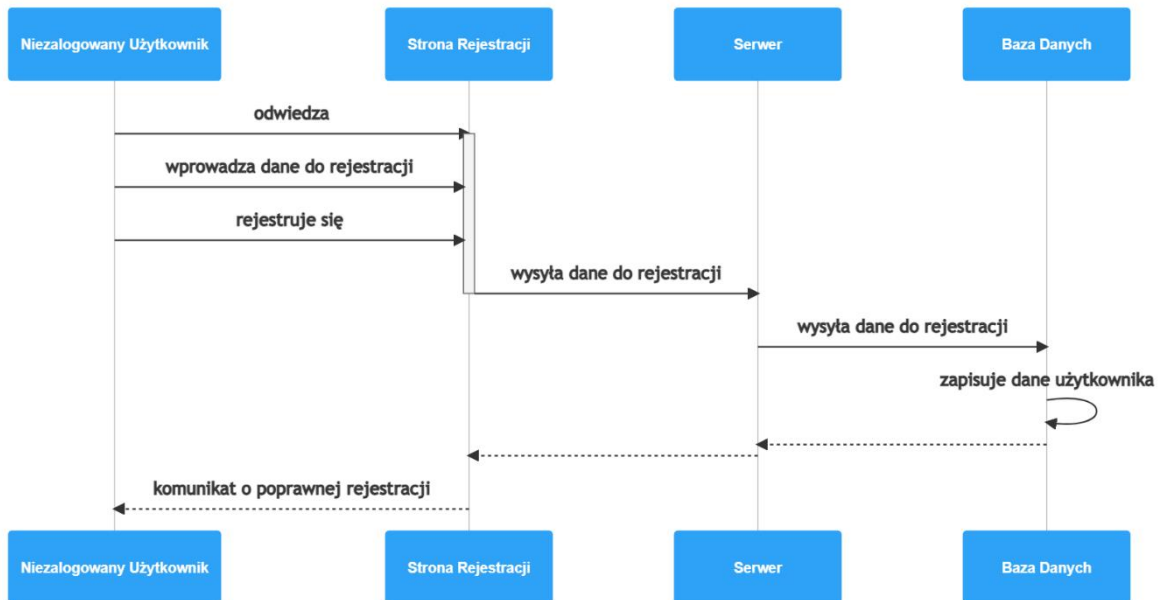 Niezalogowany Użytkownik
Strona Rejestracji
Serwer
Baza Danych
odwiedza
wprowadza dane do rejestracji
rejestruje się
wysyła dane do rejestracji
wysyła dane do rejestracji
zapisuje dane użytkownika
komunikat o poprawnej rejestracji
Niezalogowany Użytkownik
Strona Rejestracji
Serwer
Baza Danych